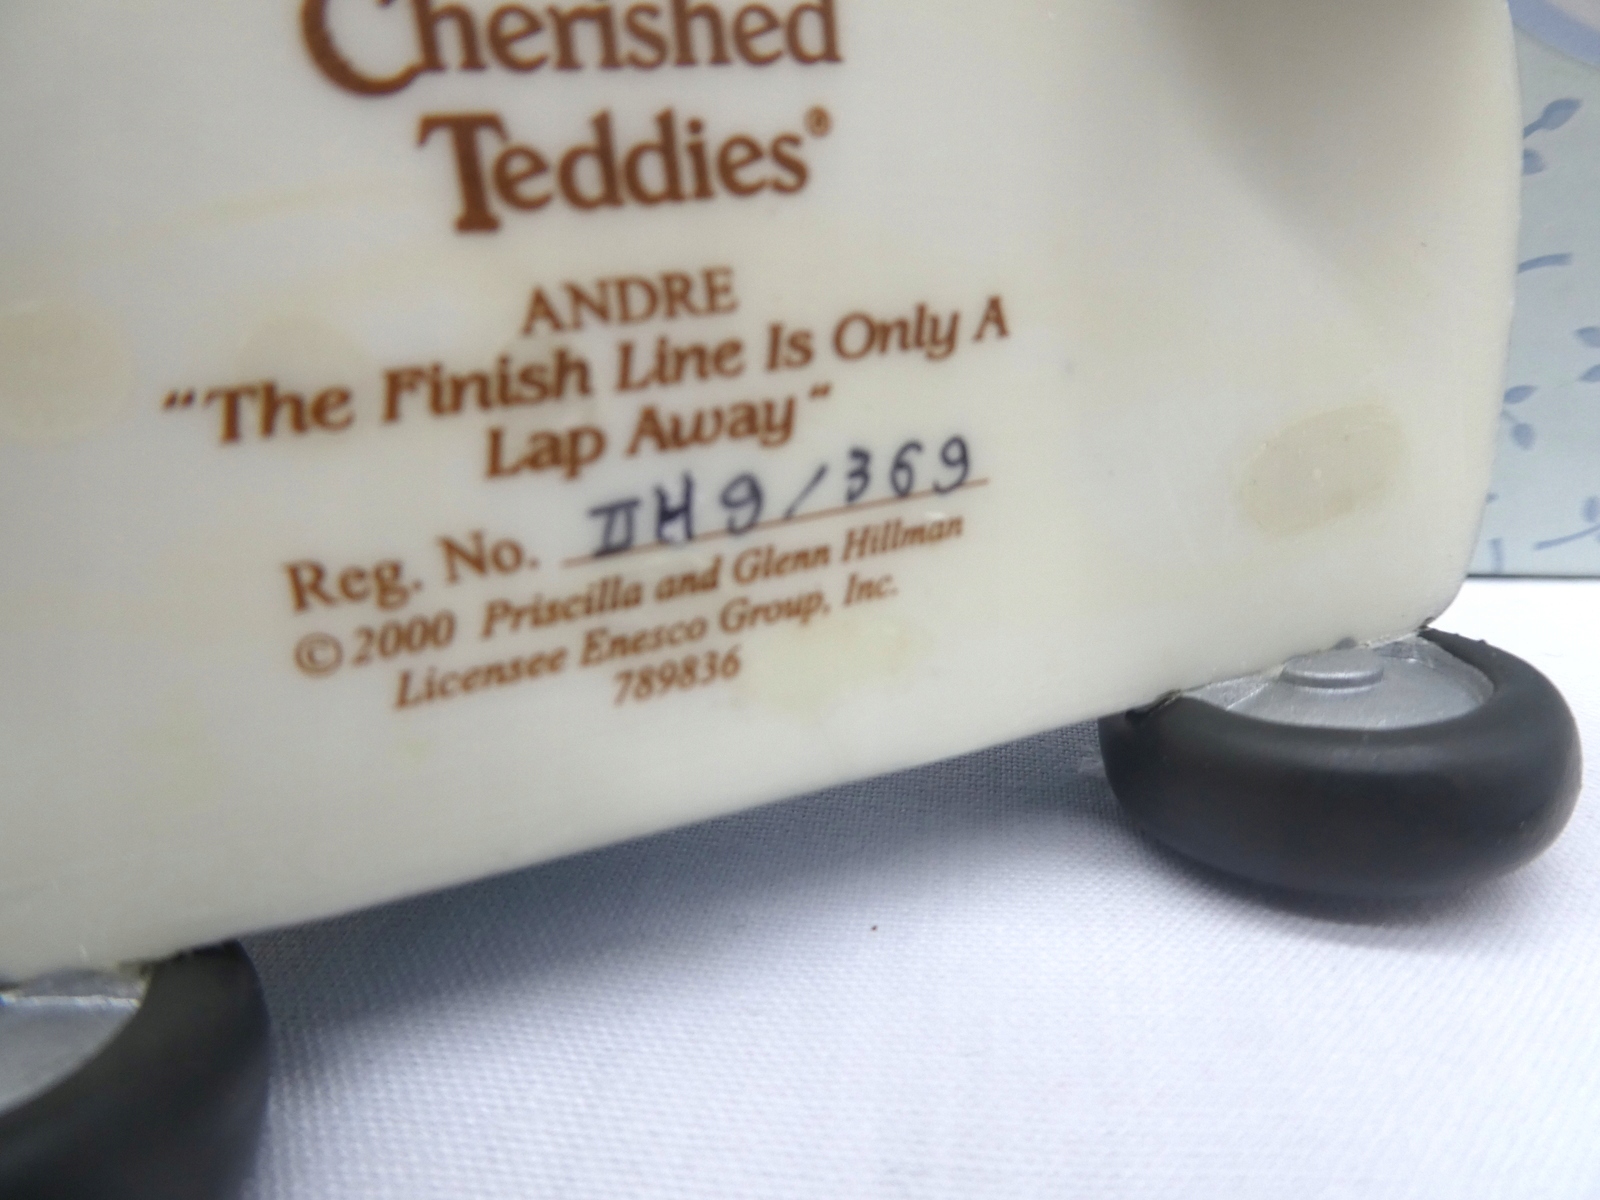 Cherished
Teddies®
ANDRE
"The Finish Line Is Only A
Lap Away"
Reg. No. IIH9/369
©2000 Priscilla and Glenn Hillman
Licensee Enesco Group, Inc.
789836